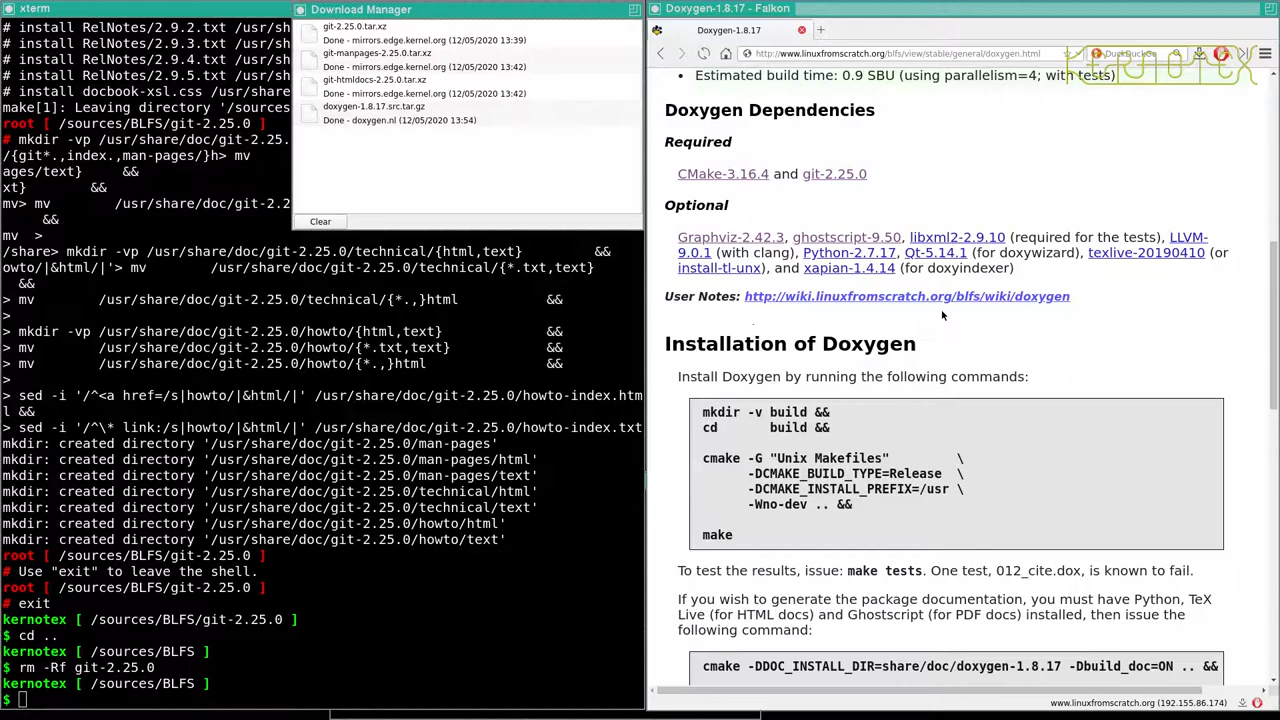 xterm
# install RelNotes/2.9.2.txt /usr/sh
# install RelNotes/2.9.3.txt /usr/sh
# install RelNotes/2.9.4.txt /usr/sh
# install RelNotes/2.9.5.txt /usr/sh
# install docbook-xsl.css /usr/share
make[1]: Leaving directory '/sources
root [ /sources/BLFS/git-2.25.0 ]
# mkdir -vp /usr/share/doc/git-2.25.
/{git*.,index.,man-pages/}h> mv
ages/text}     &&
xt}        &&
mv> mv        /usr/share/doc/git-2.2
     &&
mv  >
/share> mkdir -vp /usr/share/doc/git-2.25.0/technical/{html,text}         &&
owto/|&html/|'> mv       /usr/share/doc/git-2.25.0/technical/{*.txt,text}
  &&
> mv        /usr/share/doc/git-2.25.0/technical/{*.,}html           &&
>
> mkdir -vp /usr/share/doc/git-2.25.0/howto/{html,text}             &&
> mv        /usr/share/doc/git-2.25.0/howto/{*.txt,text}            &&
> mv        /usr/share/doc/git-2.25.0/howto/{*.,}html               &&
>
> sed -i '/^<a href=/s|howto/|&html/|' /usr/share/doc/git-2.25.0/howto-index.htm
l &&
> sed -i '/^\* link:/s|howto/|&html/|' /usr/share/doc/git-2.25.0/howto-index.txt
mkdir: created directory '/usr/share/doc/git-2.25.0/man-pages'
mkdir: created directory '/usr/share/doc/git-2.25.0/man-pages/html'
mkdir: created directory '/usr/share/doc/git-2.25.0/man-pages/text'
mkdir: created directory '/usr/share/doc/git-2.25.0/technical/html'
mkdir: created directory '/usr/share/doc/git-2.25.0/technical/text'
mkdir: created directory '/usr/share/doc/git-2.25.0/howto/html'
mkdir: created directory '/usr/share/doc/git-2.25.0/howto/text'
root [ /sources/BLFS/git-2.25.0 ]
# Use "exit" to leave the shell.
root [ /sources/BLFS/git-2.25.0 ]
# exit
kernotex [ /sources/BLFS/git-2.25.0 ]
$ cd ..
kernotex [ /sources/BLFS ]
$ rm -Rf git-2.25.0
kernotex [ /sources/BLFS ]
$
Download Manager
git-2.25.0.tar.xz
Done - mirrors.edge.kernel.org (12/05/2020 13:39)
git-manpages-2.25.0.tar.xz
Done - mirrors.edge.kernel.org (12/05/2020 13:42)
git-htmldocs-2.25.0.tar.xz
Done - mirrors.edge.kernel.org (12/05/2020 13:42)
doxygen-1.8.17.src.tar.gz
Done - doxygen.nl (12/05/2020 13:54)
Clear
Doxygen-1.8.17 - Falkon
Doxygen-1.8.17
http://www.linuxfromscratch.org/blfs/view/stable/general/doxygen.html
DuckDuckGo
KERNOTEX
• Estimated build time: 0.9 SBU (using parallelism=4; with tests)
Doxygen Dependencies
Required
CMake-3.16.4 and git-2.25.0
Optional
Graphviz-2.42.3, ghostscript-9.50, libxml2-2.9.10 (required for the tests), LLVM-
9.0.1 (with clang), Python-2.7.17, Qt-5.14.1 (for doxywizard), texlive-20190410 (or
install-tl-unx), and xapian-1.4.14 (for doxyindexer)
User Notes: http://wiki.linuxfromscratch.org/blfs/wiki/doxygen
Installation of Doxygen
Install Doxygen by running the following commands:
mkdir -v build &&
cd       build &&
cmake -G "Unix Makefiles"         \
      -DCMAKE_BUILD_TYPE=Release  \
      -DCMAKE_INSTALL_PREFIX=/usr \
      -Wno-dev .. &&
make
To test the results, issue: make tests. One test, 012_cite.dox, is known to fail.
If you wish to generate the package documentation, you must have Python, TeX
Live (for HTML docs) and Ghostscript (for PDF docs) installed, then issue the
following command:
cmake -DDOC_INSTALL_DIR=share/doc/doxygen-1.8.17 -Dbuild_doc=ON .. &&
www.linuxfromscratch.org (192.155.86.174)